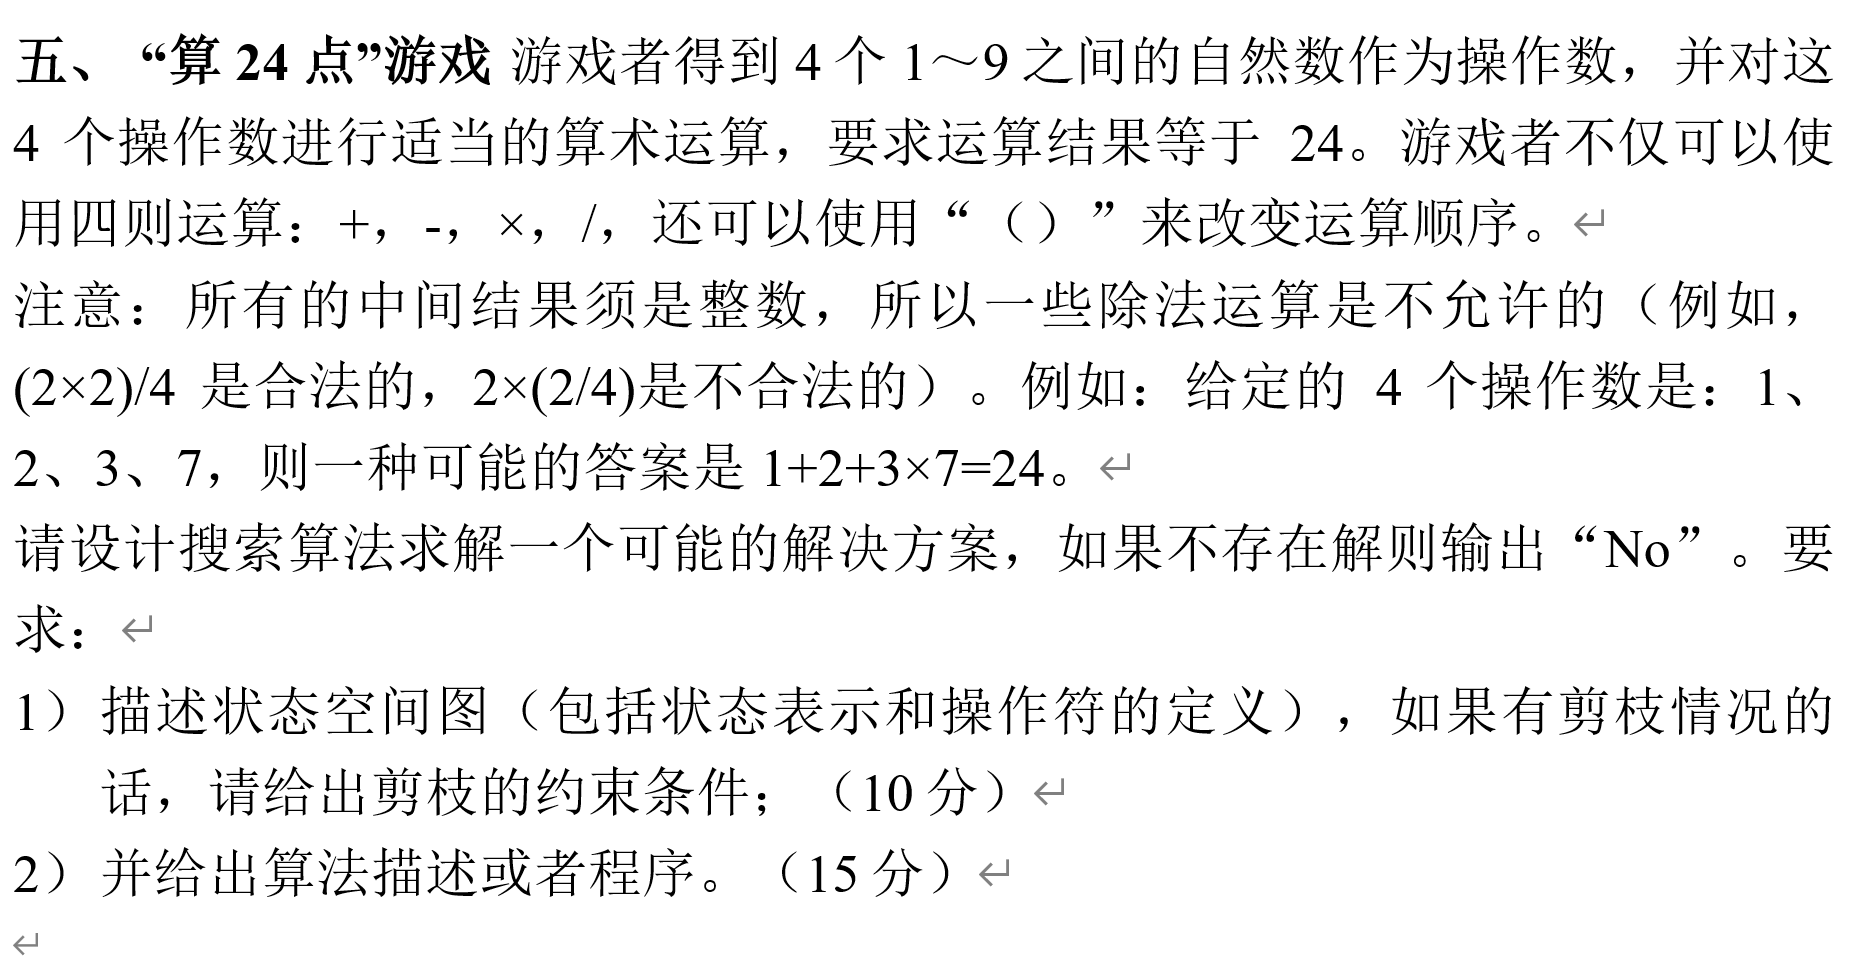 五、 “算 24 点”游戏 游戏者得到 4 个 1～9 之间的自然数作为操作数，并对这
4 个操作数进行适当的算术运算，要求运算结果等于 24。游戏者不仅可以使
用四则运算：+，-，×，/，还可以使用“（）”来改变运算顺序。↵
注意：所有的中间结果须是整数，所以一些除法运算是不允许的（例如，
(2×2)/4 是合法的，2×(2/4)是不合法的）。例如：给定的 4 个操作数是：1、
2、3、7，则一种可能的答案是 1+2+3×7=24。↵
请设计搜索算法求解一个可能的解决方案，如果不存在解则输出“No”。要
求：↵
1） 描述状态空间图（包括状态表示和操作符的定义），如果有剪枝情况的
话，请给出剪枝的约束条件；（10 分）↵
2） 并给出算法描述或者程序。（15 分）↵
↵